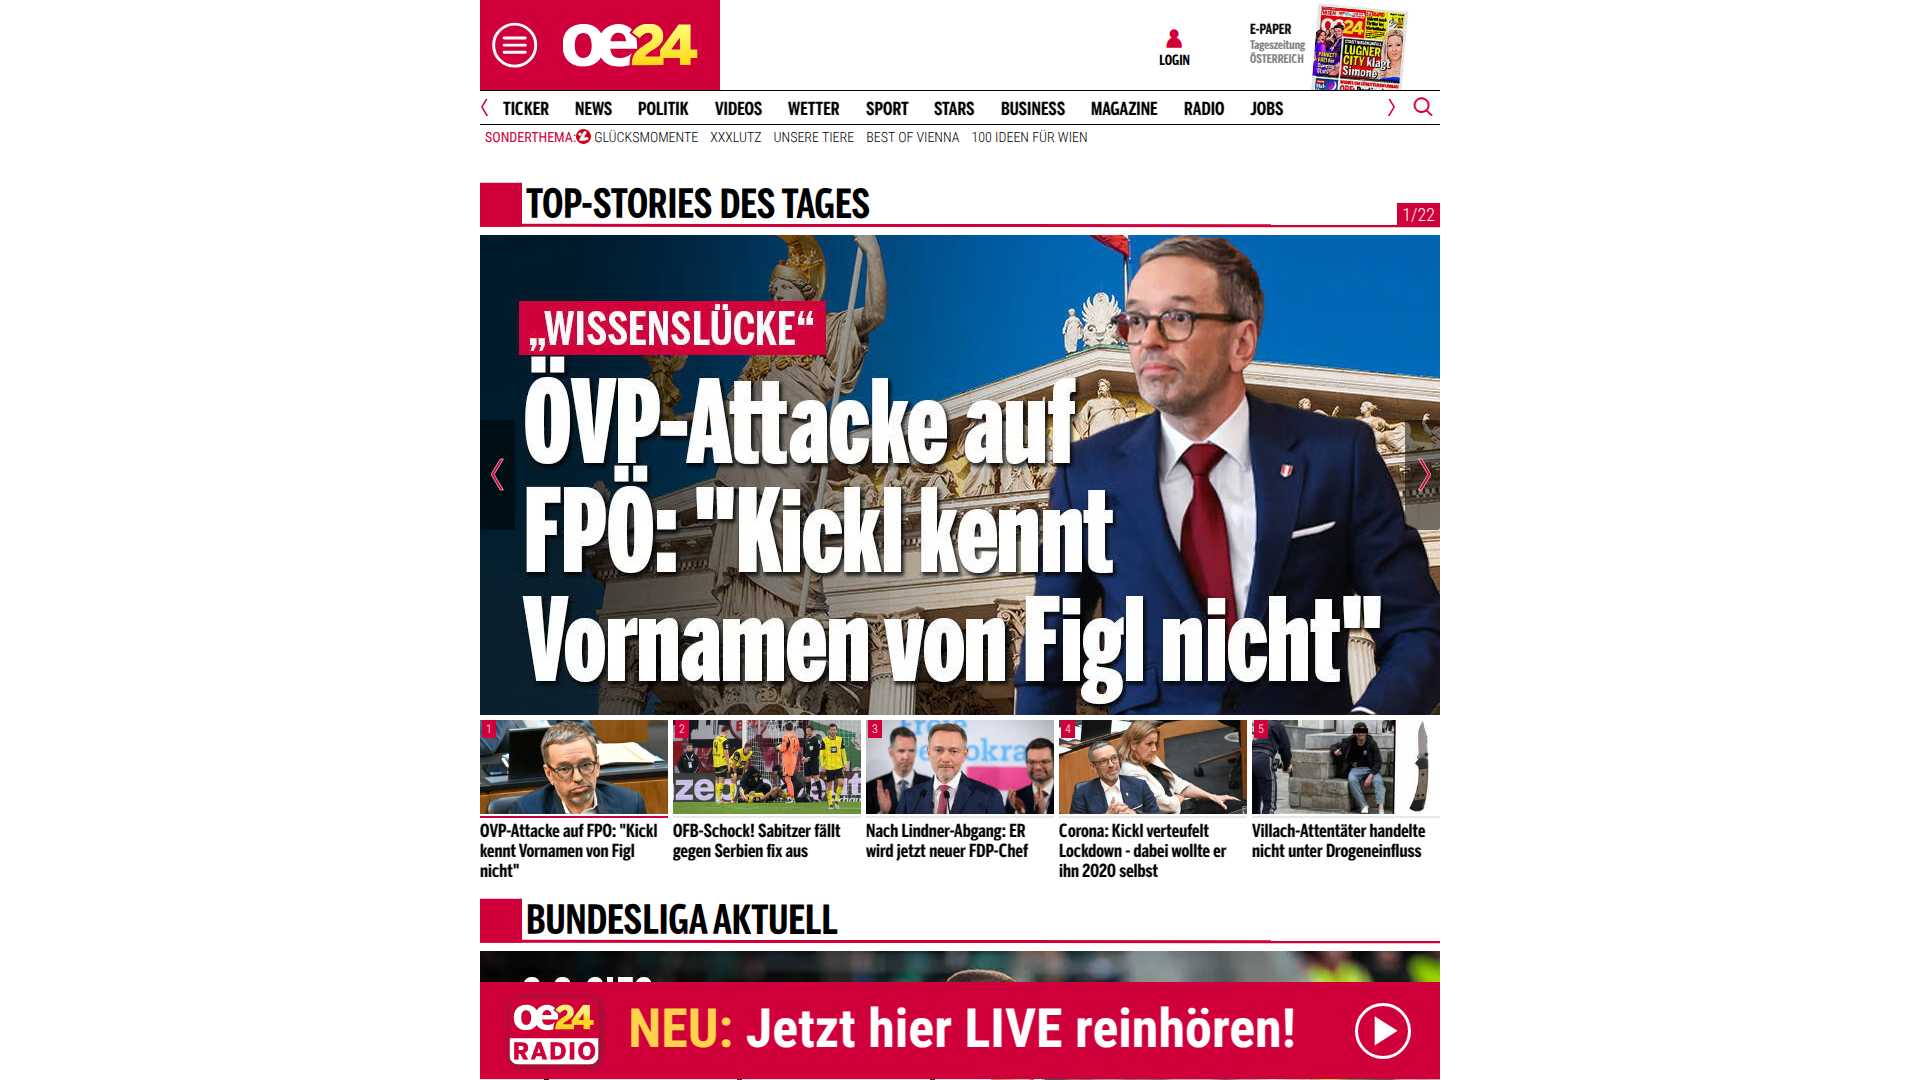 oe24
LOGIN
E-PAPER
Tageszeitung
ÖSTERREICH
oe24
LUGNER
CITY klagt
Simone
TICKER NEWS POLITIK VIDEOS WETTER SPORT STARS BUSINESS MAGAZINE RADIO JOBS
SONDERTHEMA: GLÜCKSMOMENTE XXXLUTZ UNSERE TIERE BEST OF VIENNA 100 IDEEN FÜR WIEN
TOP-STORIES DES TAGES
1/22
„WISSENSLÜCKE“
ÖVP-Attacke auf
FPÖ: "Kickl kennt
Vornamen von Figl nicht"
1
2
3
4
5
ÖVP-Attacke auf FPÖ: "Kickl
kennt Vornamen von Figl
nicht"
ÖFB-Schock! Sabitzer fällt
gegen Serbien fix aus
Nach Lindner-Abgang: ER
wird jetzt neuer FDP-Chef
Corona: Kickl verteufelt
Lockdown - dabei wollte er
ihn 2020 selbst
Villach-Attentäter handelte
nicht unter Drogeneinfluss
BUNDESLIGA AKTUELL
oe24
RADIO
NEU: Jetzt hier LIVE reinhören!